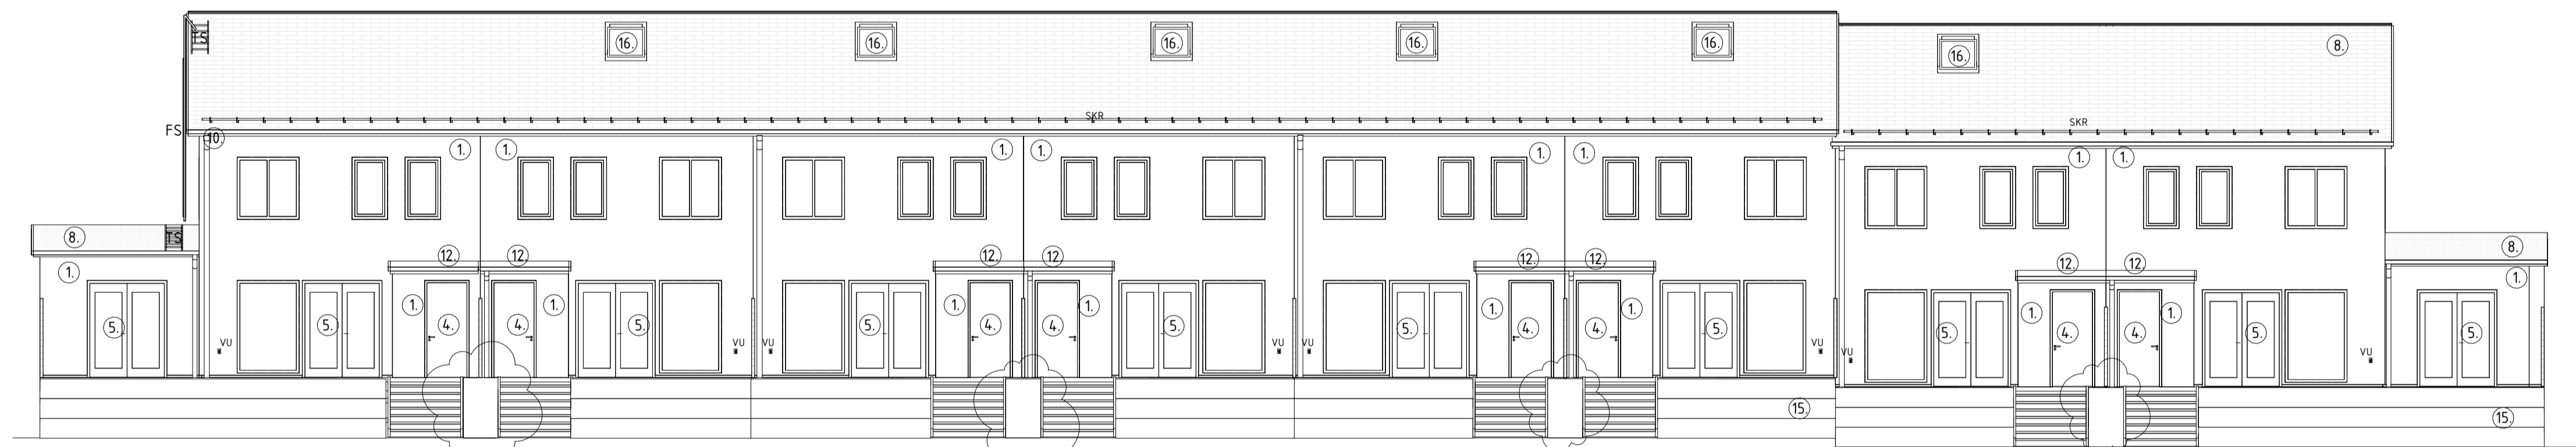 TS 16. 16. 16. 16. 16. 16. 8.
SKR SKR
FS 10. 1. 1. 1. 1. 1. 1. 1. 1.
8. TS 12. 12. 12. 12. 12. 12. 12. 12. 8.
1. 1. 1. 1. 1. 1. 1. 1. 1. 1.
5. 5. 4. 4. 5. 5. 4. 4. 5. 5. 4. 4. 5. 5. 4. 4. 5. 5.
VU VU VU VU VU VU VU VU
15. 15.